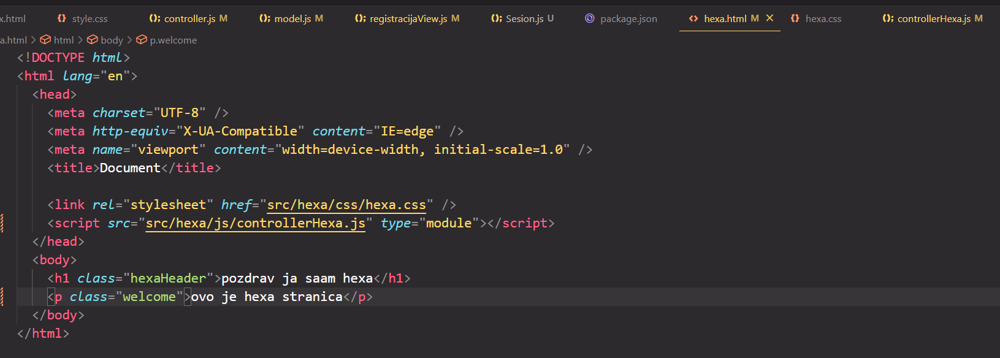 x.html style.css controller.js M model.js M registracijaView.js M Sesion.js U package.json hexa.html M hexa.css controllerHexa.js M
a.html > html > body > p.welcome
<!DOCTYPE html>
<html lang="en">
<head>
<meta charset="UTF-8" />
<meta http-equiv="X-UA-Compatible" content="IE=edge" />
<meta name="viewport" content="width=device-width, initial-scale=1.0" />
<title>Document</title>
<link rel="stylesheet" href="src/hexa/css/hexa.css" />
<script src="src/hexa/js/controllerHexa.js" type="module"></script>
</head>
<body>
<h1 class="hexaHeader">pozdrav ja saam hexa</h1>
<p class="welcome">ovo je hexa stranica</p>
</body>
</html>